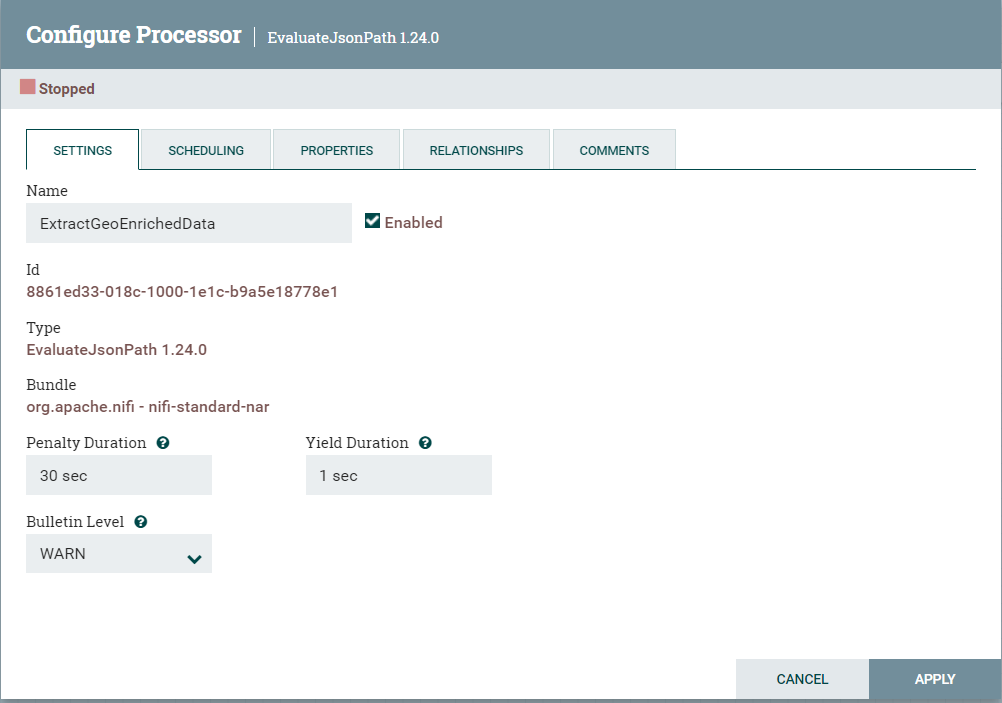 Configure Processor | EvaluateJsonPath 1.24.0
Stopped
SETTINGS SCHEDULING PROPERTIES RELATIONSHIPS COMMENTS
Name
ExtractGeoEnrichedData Enabled
Id
8861ed33-018c-1000-1e1c-b9a5e18778e1
Type
EvaluateJsonPath 1.24.0
Bundle
org.apache.nifi - nifi-standard-nar
Penalty Duration ? Yield Duration ?
30 sec 1 sec
Bulletin Level ?
WARN
CANCEL APPLY